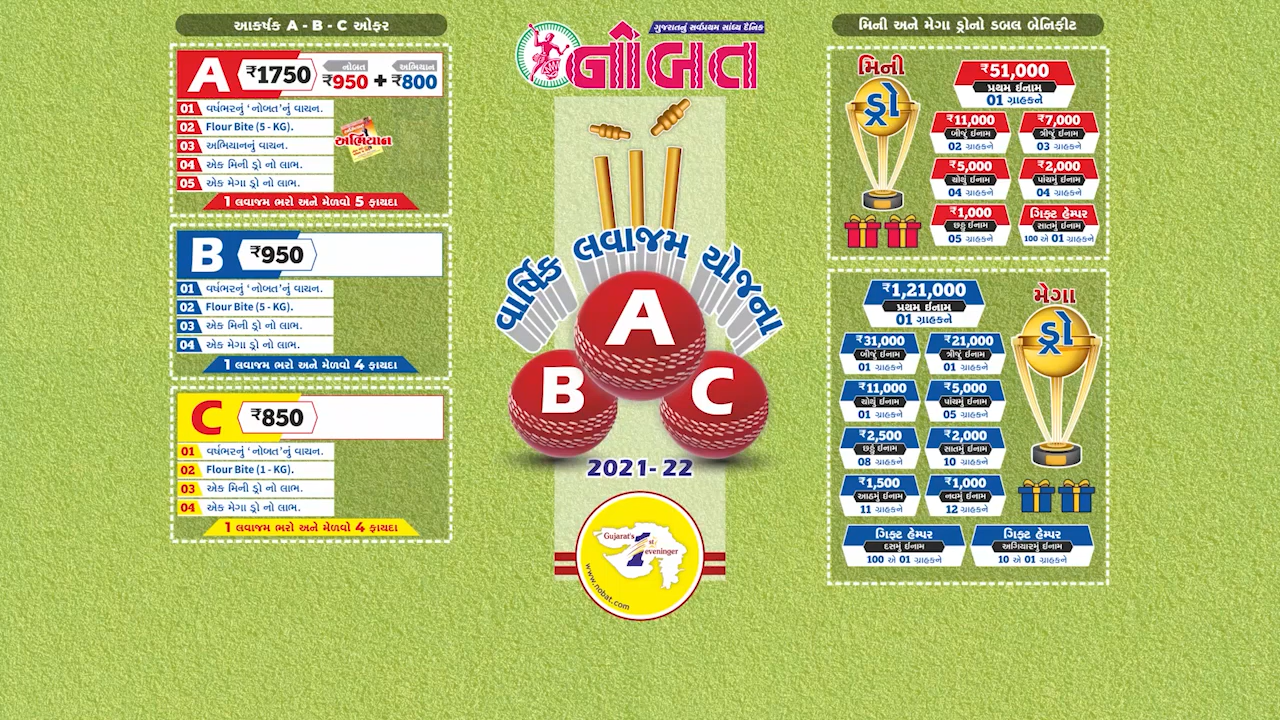 આકર્ષક A - B - C ઓફર
A ₹1750 નોબત ₹950 + અભિયાન ₹800
01 વર્ષભરનું 'નોબત'નું વાચન.
02 Flour Bite (5 - KG).
03 અભિયાનનું વાચન.
04 એક મિની ડ્રો નો લાભ.
05 એક મેગા ડ્રો નો લાભ.
અભિયાન
1 લવાજમ ભરો અને મેળવો 5 ફાયદા
B ₹950
01 વર્ષભરનું 'નોબત'નું વાચન.
02 Flour Bite (5 - KG).
03 એક મિની ડ્રો નો લાભ.
04 એક મેગા ડ્રો નો લાભ.
1 લવાજમ ભરો અને મેળવો 4 ફાયદા
C ₹850
01 વર્ષભરનું 'નોબત'નું વાચન.
02 Flour Bite (1 - KG).
03 એક મિની ડ્રો નો લાભ.
04 એક મેગા ડ્રો નો લાભ.
1 લવાજમ ભરો અને મેળવો 4 ફાયદા
ગુજરાતનું સર્વપ્રથમ સાંધ્ય દૈનિક
નોબત
વાર્ષિક લવાજમ યોજના
A
B C
2021- 22
Gujarat's 1st eveninger
www.nobat.com
મિની અને મેગા ડ્રોનો ડબલ બેનિફીટ
મિની
ડ્રો
₹51,000
પ્રથમ ઈનામ
01 ગ્રાહકને
₹11,000 ₹7,000
બીજું ઈનામ ત્રીજું ઈનામ
02 ગ્રાહકને 03 ગ્રાહકને
₹5,000 ₹2,000
ચોથું ઈનામ પાંચમું ઈનામ
04 ગ્રાહકને 04 ગ્રાહકને
₹1,000 ગિફ્ટ હેમ્પર
છઠ્ઠું ઈનામ સાતમું ઈનામ
05 ગ્રાહકને 100 એ 01 ગ્રાહકને
₹1,21,000
પ્રથમ ઈનામ
01 ગ્રાહકને
મેગા
ડ્રો
₹31,000 ₹21,000
બીજું ઈનામ ત્રીજું ઈનામ
01 ગ્રાહકને 01 ગ્રાહકને
₹11,000 ₹5,000
ચોથું ઈનામ પાંચમું ઈનામ
01 ગ્રાહકને 05 ગ્રાહકને
₹2,500 ₹2,000
છઠ્ઠું ઈનામ સાતમું ઈનામ
08 ગ્રાહકને 10 ગ્રાહકને
₹1,500 ₹1,000
આઠમું ઈનામ નવમું ઈનામ
11 ગ્રાહકને 12 ગ્રાહકને
ગિફ્ટ હેમ્પર ગિફ્ટ હેમ્પર
દસમું ઈનામ અગિયારમું ઈનામ
100 એ 01 ગ્રાહકને 10 એ 01 ગ્રાહકને